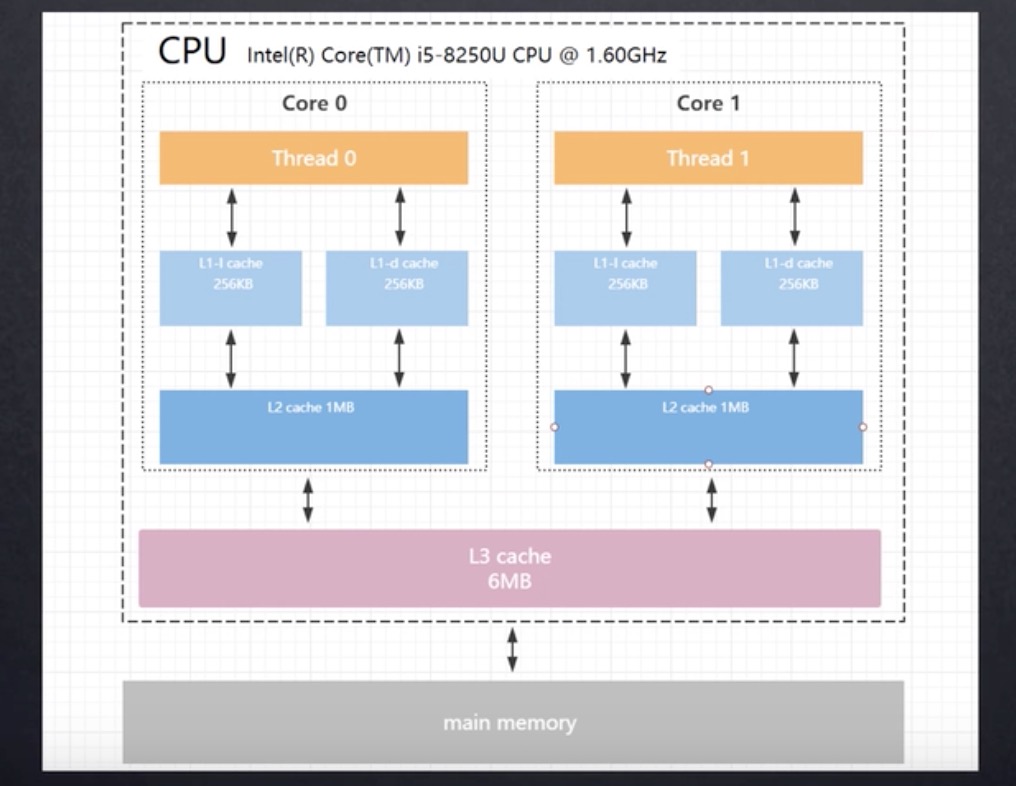 CPU Intel(R) Core(TM) i5-8250U CPU @ 1.60GHz
Core 0
Thread 0
L1-I cache
256KB
L1-d cache
256KB
L2 cache 1MB
Core 1
Thread 1
L1-I cache
256KB
L1-d cache
256KB
L2 cache 1MB
L3 cache
6MB
main memory